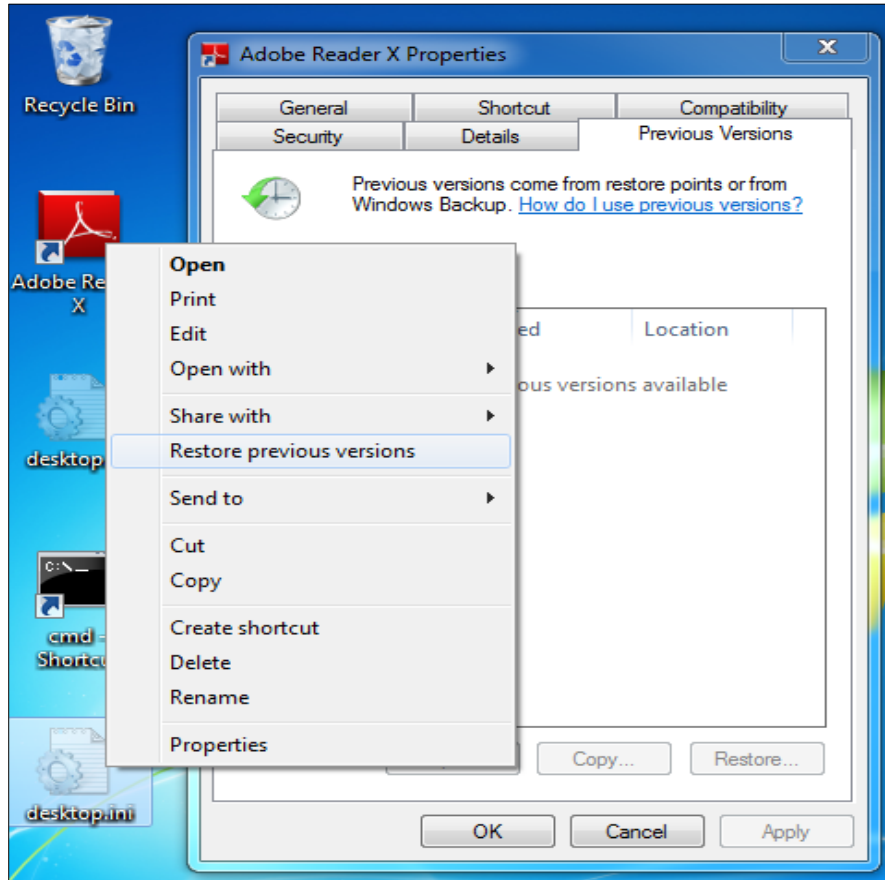 Recycle Bin
Adobe Re
X
desktop
C:\_
cmd -
Shortcu
desktop.ini
Adobe Reader X Properties
General Shortcut Compatibility
Security Details Previous Versions
Previous versions come from restore points or from
Windows Backup. How do I use previous versions?
ed Location
ous versions available
Open
Print
Edit
Open with
Share with
Restore previous versions
Send to
Cut
Copy
Create shortcut
Delete
Rename
Properties
Copy... Restore...
OK Cancel Apply